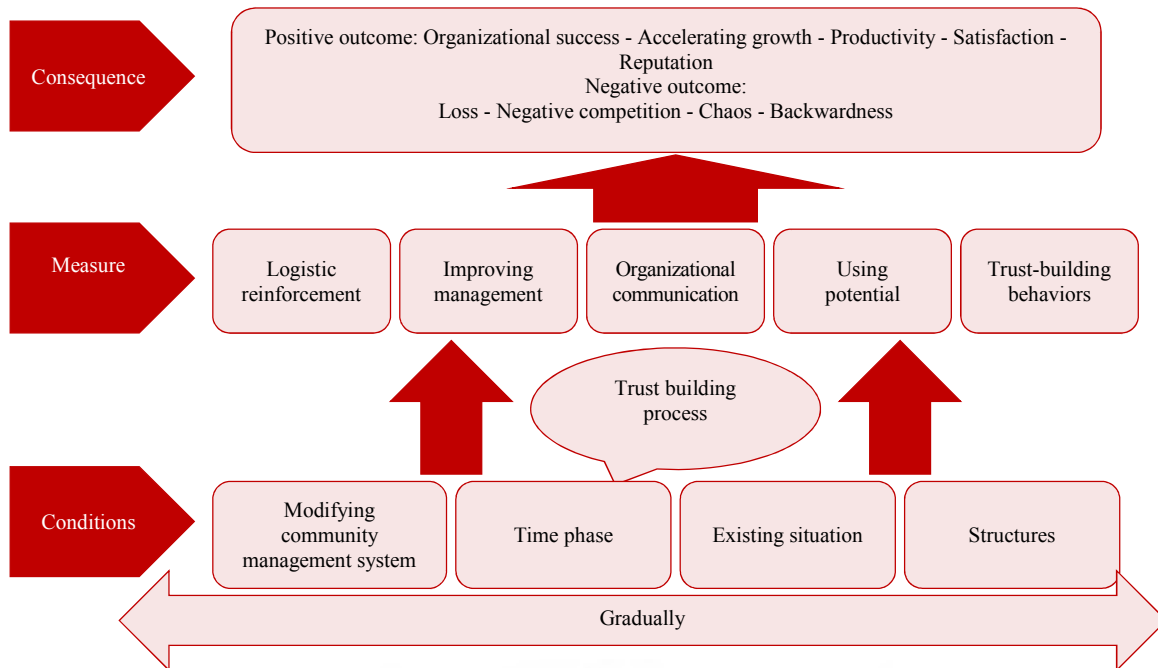 Consequence
Positive outcome: Organizational success - Accelerating growth - Productivity - Satisfaction -
Reputation
Negative outcome:
Loss - Negative competition - Chaos - Backwardness
Measure
Logistic
reinforcement
Improving
management
Organizational
communication
Using
potential
Trust-building
behaviors
Trust building
process
Conditions
Modifying
community
management system
Time phase
Existing situation
Structures
Gradually